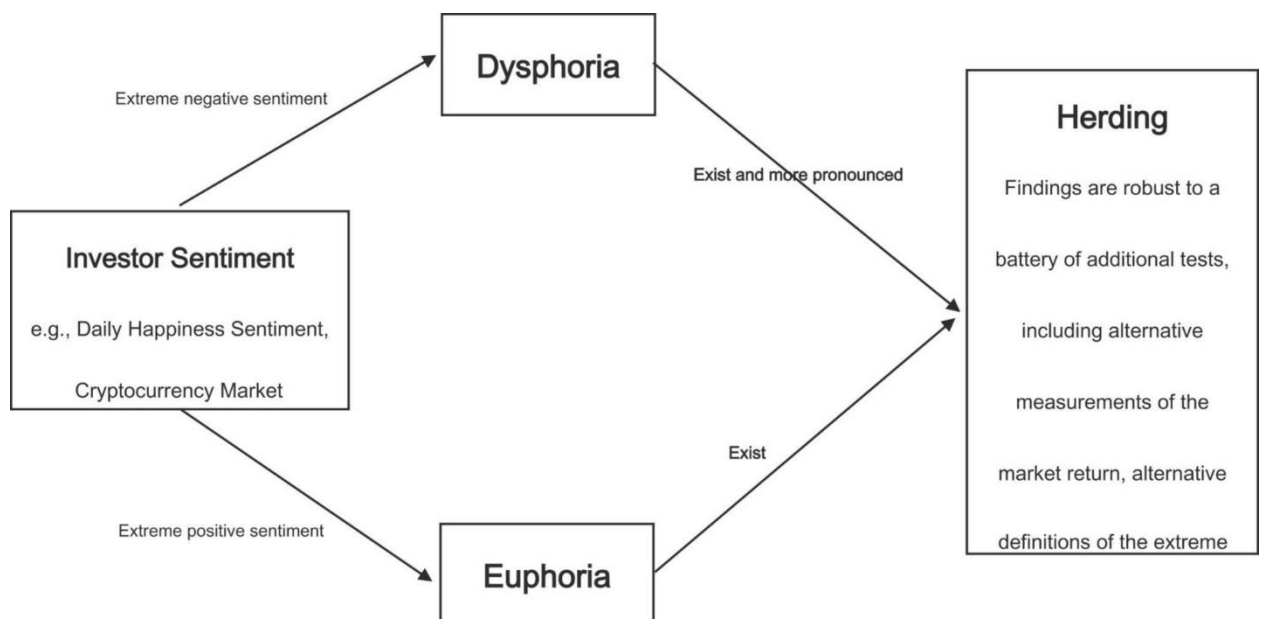 Dysphoria
Extreme negative sentiment
Herding
Exist and more pronounced
Findings are robust to a
battery of additional tests,
including alternative
measurements of the
market return, alternative
definitions of the extreme
Investor Sentiment
e.g., Daily Happiness Sentiment,
Cryptocurrency Market
Exist
Extreme positive sentiment
Euphoria